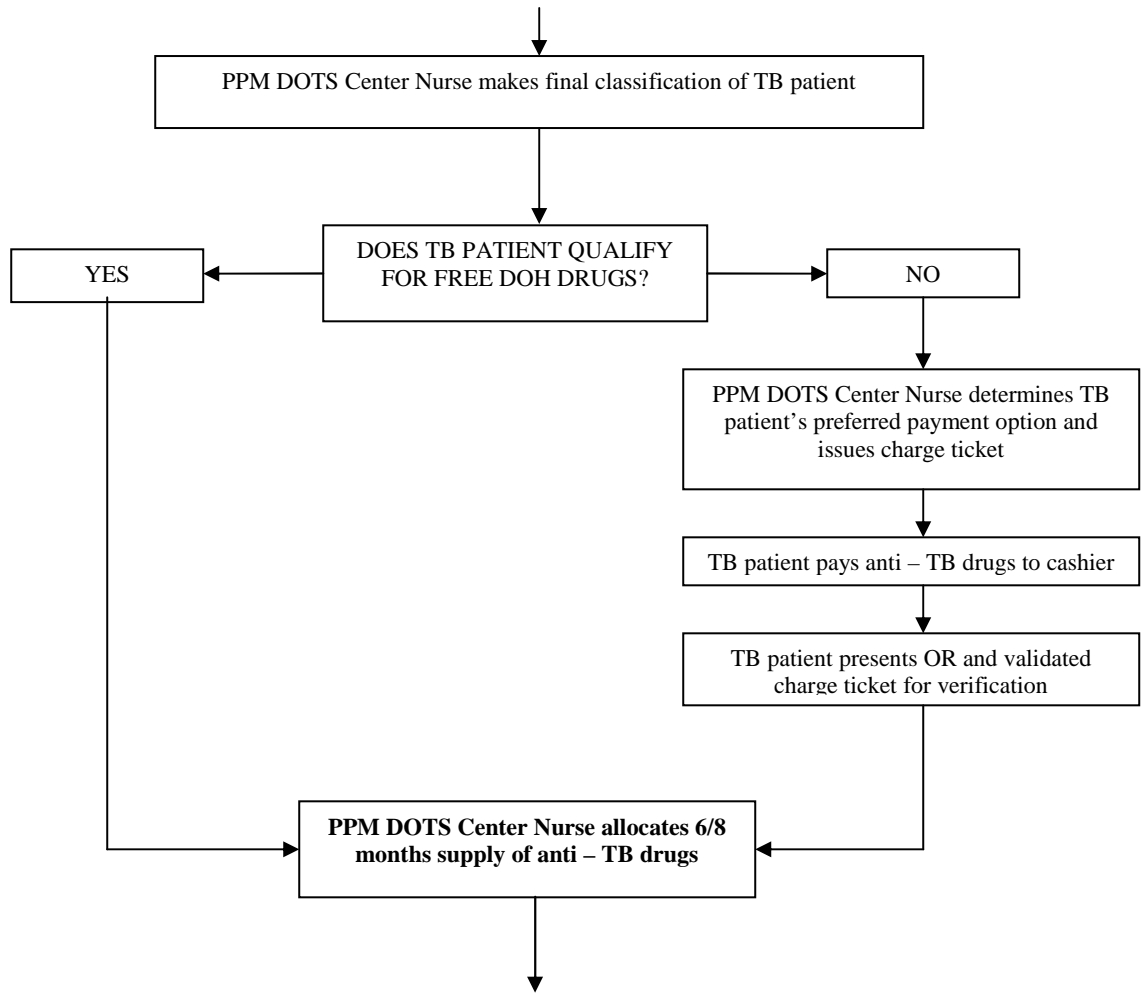 PPM DOTS Center Nurse makes final classification of TB patient
DOES TB PATIENT QUALIFY
FOR FREE DOH DRUGS?
YES
NO
PPM DOTS Center Nurse determines TB
patient’s preferred payment option and
issues charge ticket
TB patient pays anti – TB drugs to cashier
TB patient presents OR and validated
charge ticket for verification
PPM DOTS Center Nurse allocates 6/8
months supply of anti – TB drugs